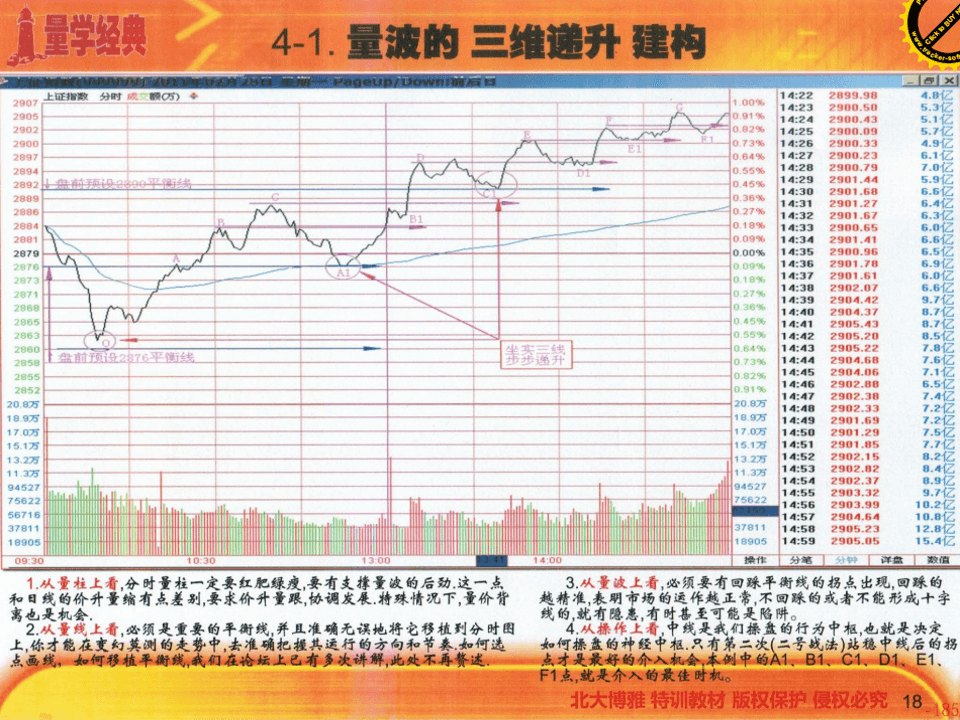 量学经典
4-1. 量波的 三维递升 建构
Click to BUY
www.tracker-so
PageUp/Down:前后日
上证指数 分时 成交额(万)
2907
2905
2902
2900
2897
2894
2892
2889
2886
2884
2881
2879
2876
2873
2871
2868
2865
2863
2860
2858
2855
2852
20.8万
18.9万
17.0万
15.1万
13.2万
11.3万
94527
75622
56716
37811
18905
盘前预设2890平衡线
盘前预设2876平衡线
O
A
B
C
A1
B1
D
C1
E
D1
F
E1
G
F1
坐实三线
步步递升
1.00%
0.91%
0.82%
0.73%
0.64%
0.55%
0.45%
0.36%
0.27%
0.18%
0.09%
0.00%
0.09%
0.18%
0.27%
0.36%
0.45%
0.55%
0.64%
0.73%
0.82%
0.91%
20.8万
18.9万
17.0万
15.1万
13.2万
11.3万
94527
75622
37811
18905
09:30 10:30 13:00 14:00 操作 分笔 分钟 详盘 数值
14:22 2899.98 4.8亿
14:23 2900.50 5.3亿
14:24 2900.43 5.1亿
14:25 2900.09 5.7亿
14:26 2900.33 4.9亿
14:27 2900.23 6.1亿
14:28 2900.79 7.0亿
14:29 2901.44 5.9亿
14:30 2901.68 6.6亿
14:31 2901.27 6.4亿
14:32 2901.67 6.3亿
14:33 2900.65 6.0亿
14:34 2901.41 6.6亿
14:35 2900.96 6.5亿
14:36 2901.78 6.9亿
14:37 2901.61 6.0亿
14:38 2902.07 6.6亿
14:39 2904.42 9.7亿
14:40 2904.37 8.7亿
14:41 2905.43 8.7亿
14:42 2905.20 8.5亿
14:43 2905.22 7.8亿
14:44 2904.68 7.6亿
14:45 2904.06 7.1亿
14:46 2902.88 6.5亿
14:47 2902.38 7.4亿
14:48 2902.33 7.2亿
14:49 2901.69 7.2亿
14:50 2901.29 7.5亿
14:51 2901.85 7.7亿
14:52 2902.15 8.2亿
14:53 2902.82 8.4亿
14:54 2902.37 8.9亿
14:55 2903.32 9.7亿
14:56 2903.99 10.2亿
14:57 2904.64 10.8亿
14:58 2905.23 12.8亿
14:59 2905.05 15.4亿
1.从量柱上看,分时量柱一定要红肥绿瘦,要有支撑量波的后劲.这一点
和日线的价升量缩有点差别,要求价升量跟,协调发展.特殊情况下,量价背
离也是机会.
2.从量线上看,必须是重要的平衡线,并且准确无误地将它移植到分时图
上,你才能在变幻莫测的走势中,去准确把握其运行的方向和节奏.如何选
点画线, 如何移植平衡线,我们在论坛上已有多次讲解,此处不再赘述.
3.从量波上看,必须要有回踩平衡线的拐点出现,回踩的
越精准,表明市场的运作越正常,不回踩的或者不能形成十字
线的,就有隐患,有时甚至可能是陷阱。
4.从操作上看,中线是我们操盘的行为中枢,也就是决定
如何操盘的神经中枢.只有第二次(二号战法)站稳中线后的拐
点才是最好的介入机会.本例中的A1、B1、C1、D1、E1、
F1点,就是介入的最佳时机。
北大博雅 特训教材 版权保护 侵权必究 18
-185